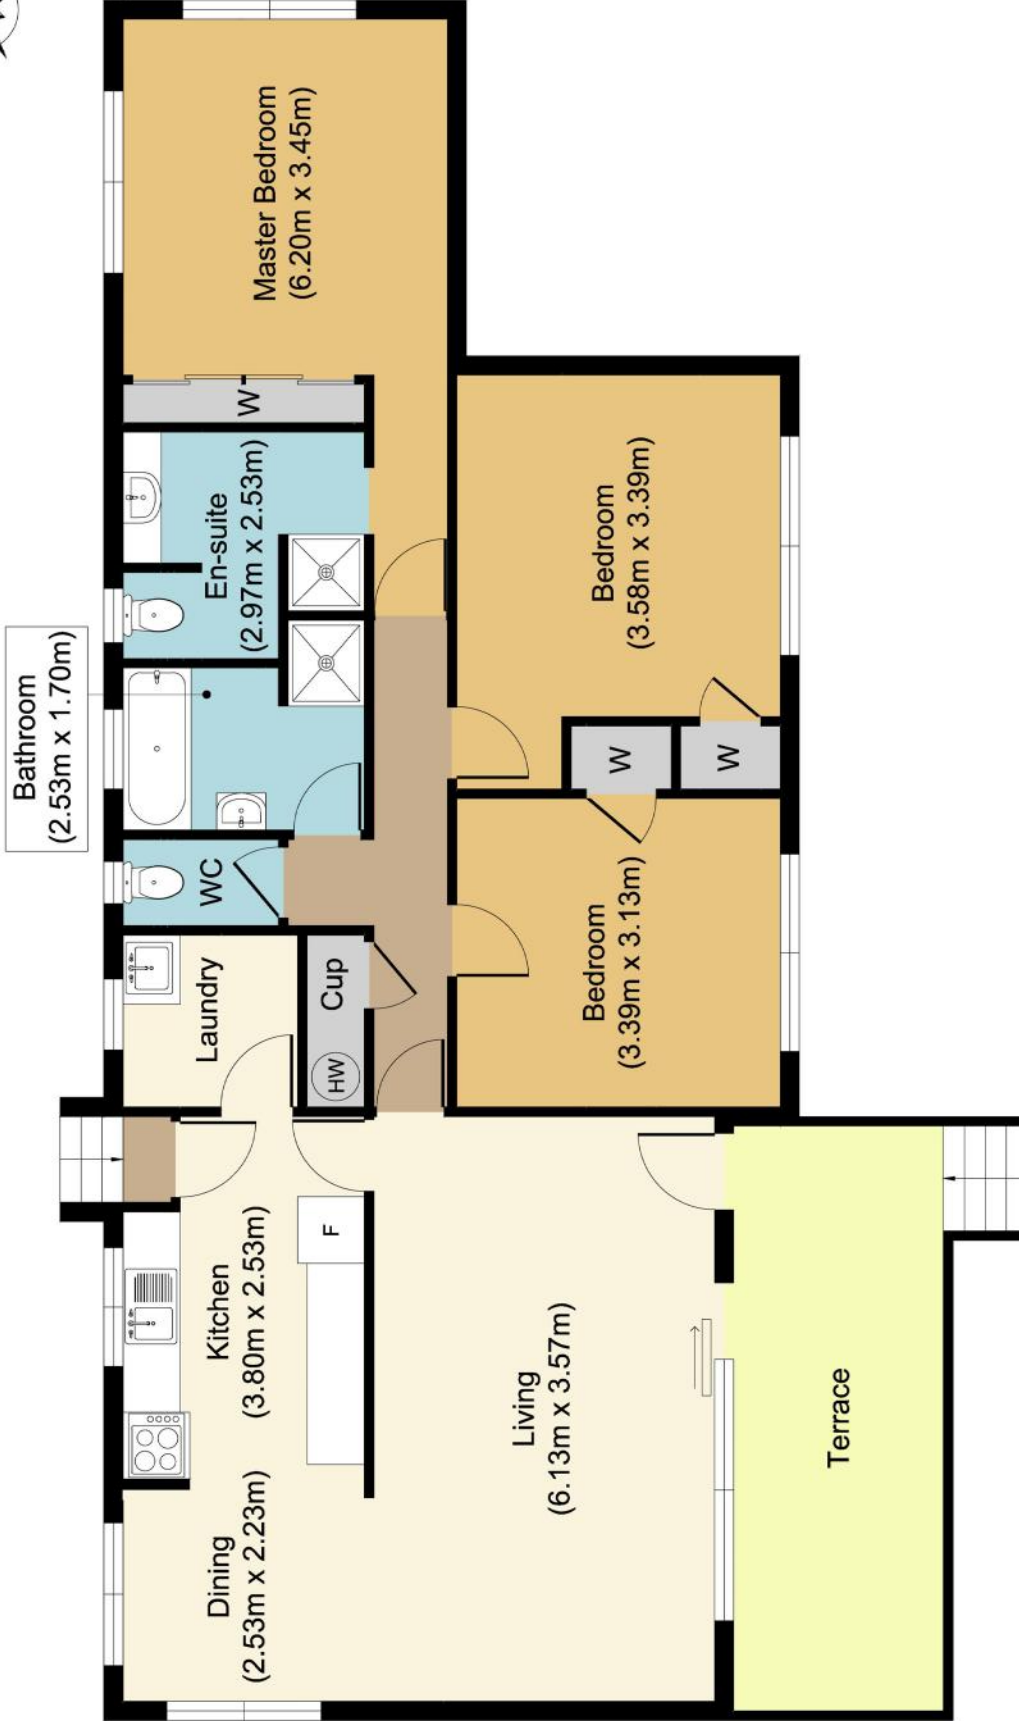 Master Bedroom
(6.20m x 3.45m)
W
En-suite
(2.97m x 2.53m)
Bathroom
(2.53m x 1.70m)
Bedroom
(3.58m x 3.39m)
W
W
WC
Laundry
Cup
HW
Bedroom
(3.39m x 3.13m)
Kitchen
(3.80m x 2.53m)
F
Dining
(2.53m x 2.23m)
Living
(6.13m x 3.57m)
Terrace